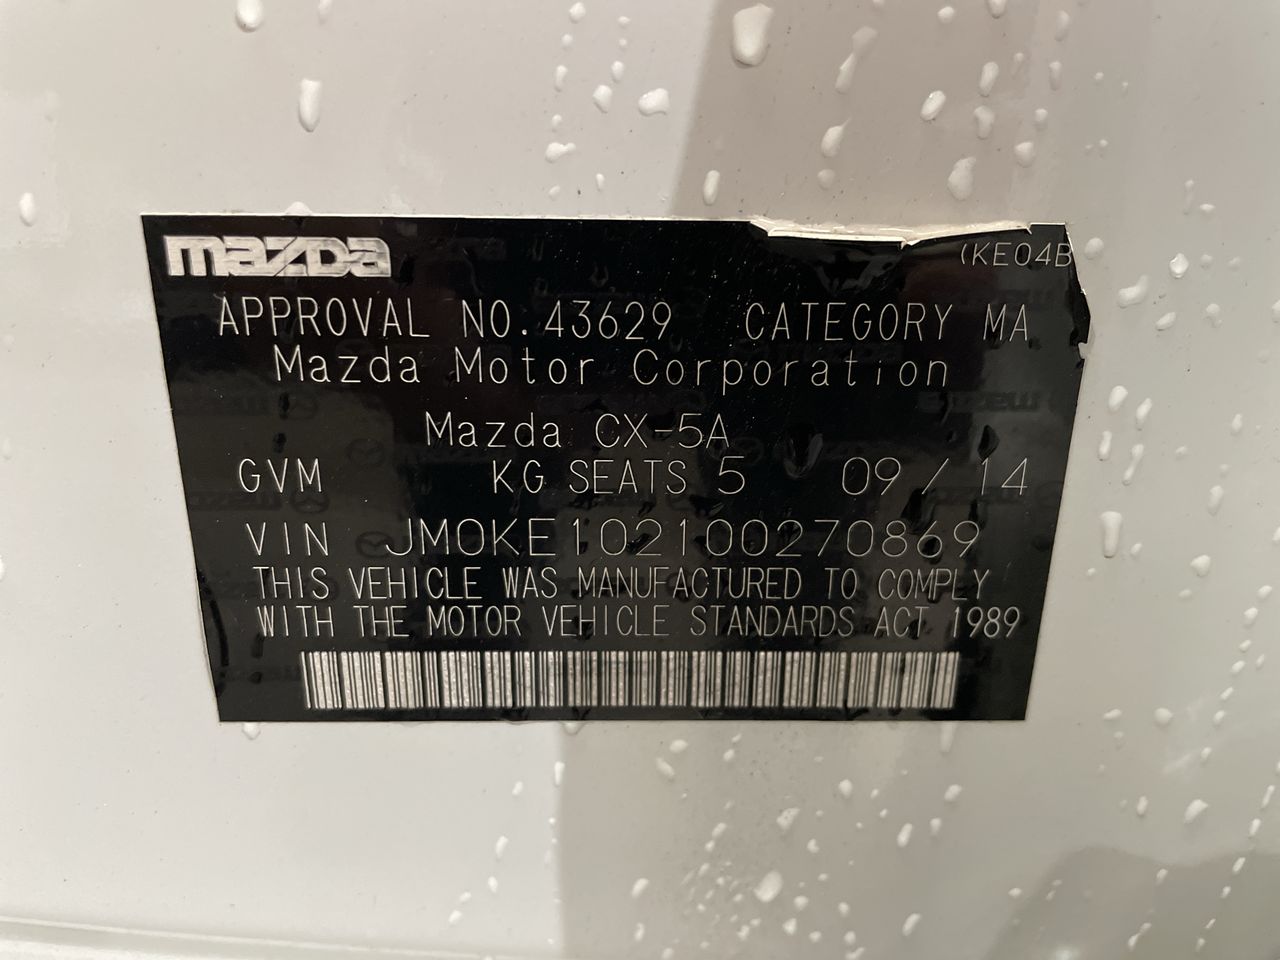 mazda
(KE04B
APPROVAL NO. 43629 CATEGORY MA
Mazda Motor Corporation
Mazda CX-5A
GVM KG SEATS 5 09 / 14
VIN JM0KE102100270869
THIS VEHICLE WAS MANUFACTURED TO COMPLY
WITH THE MOTOR VEHICLE STANDARDS ACT 1989